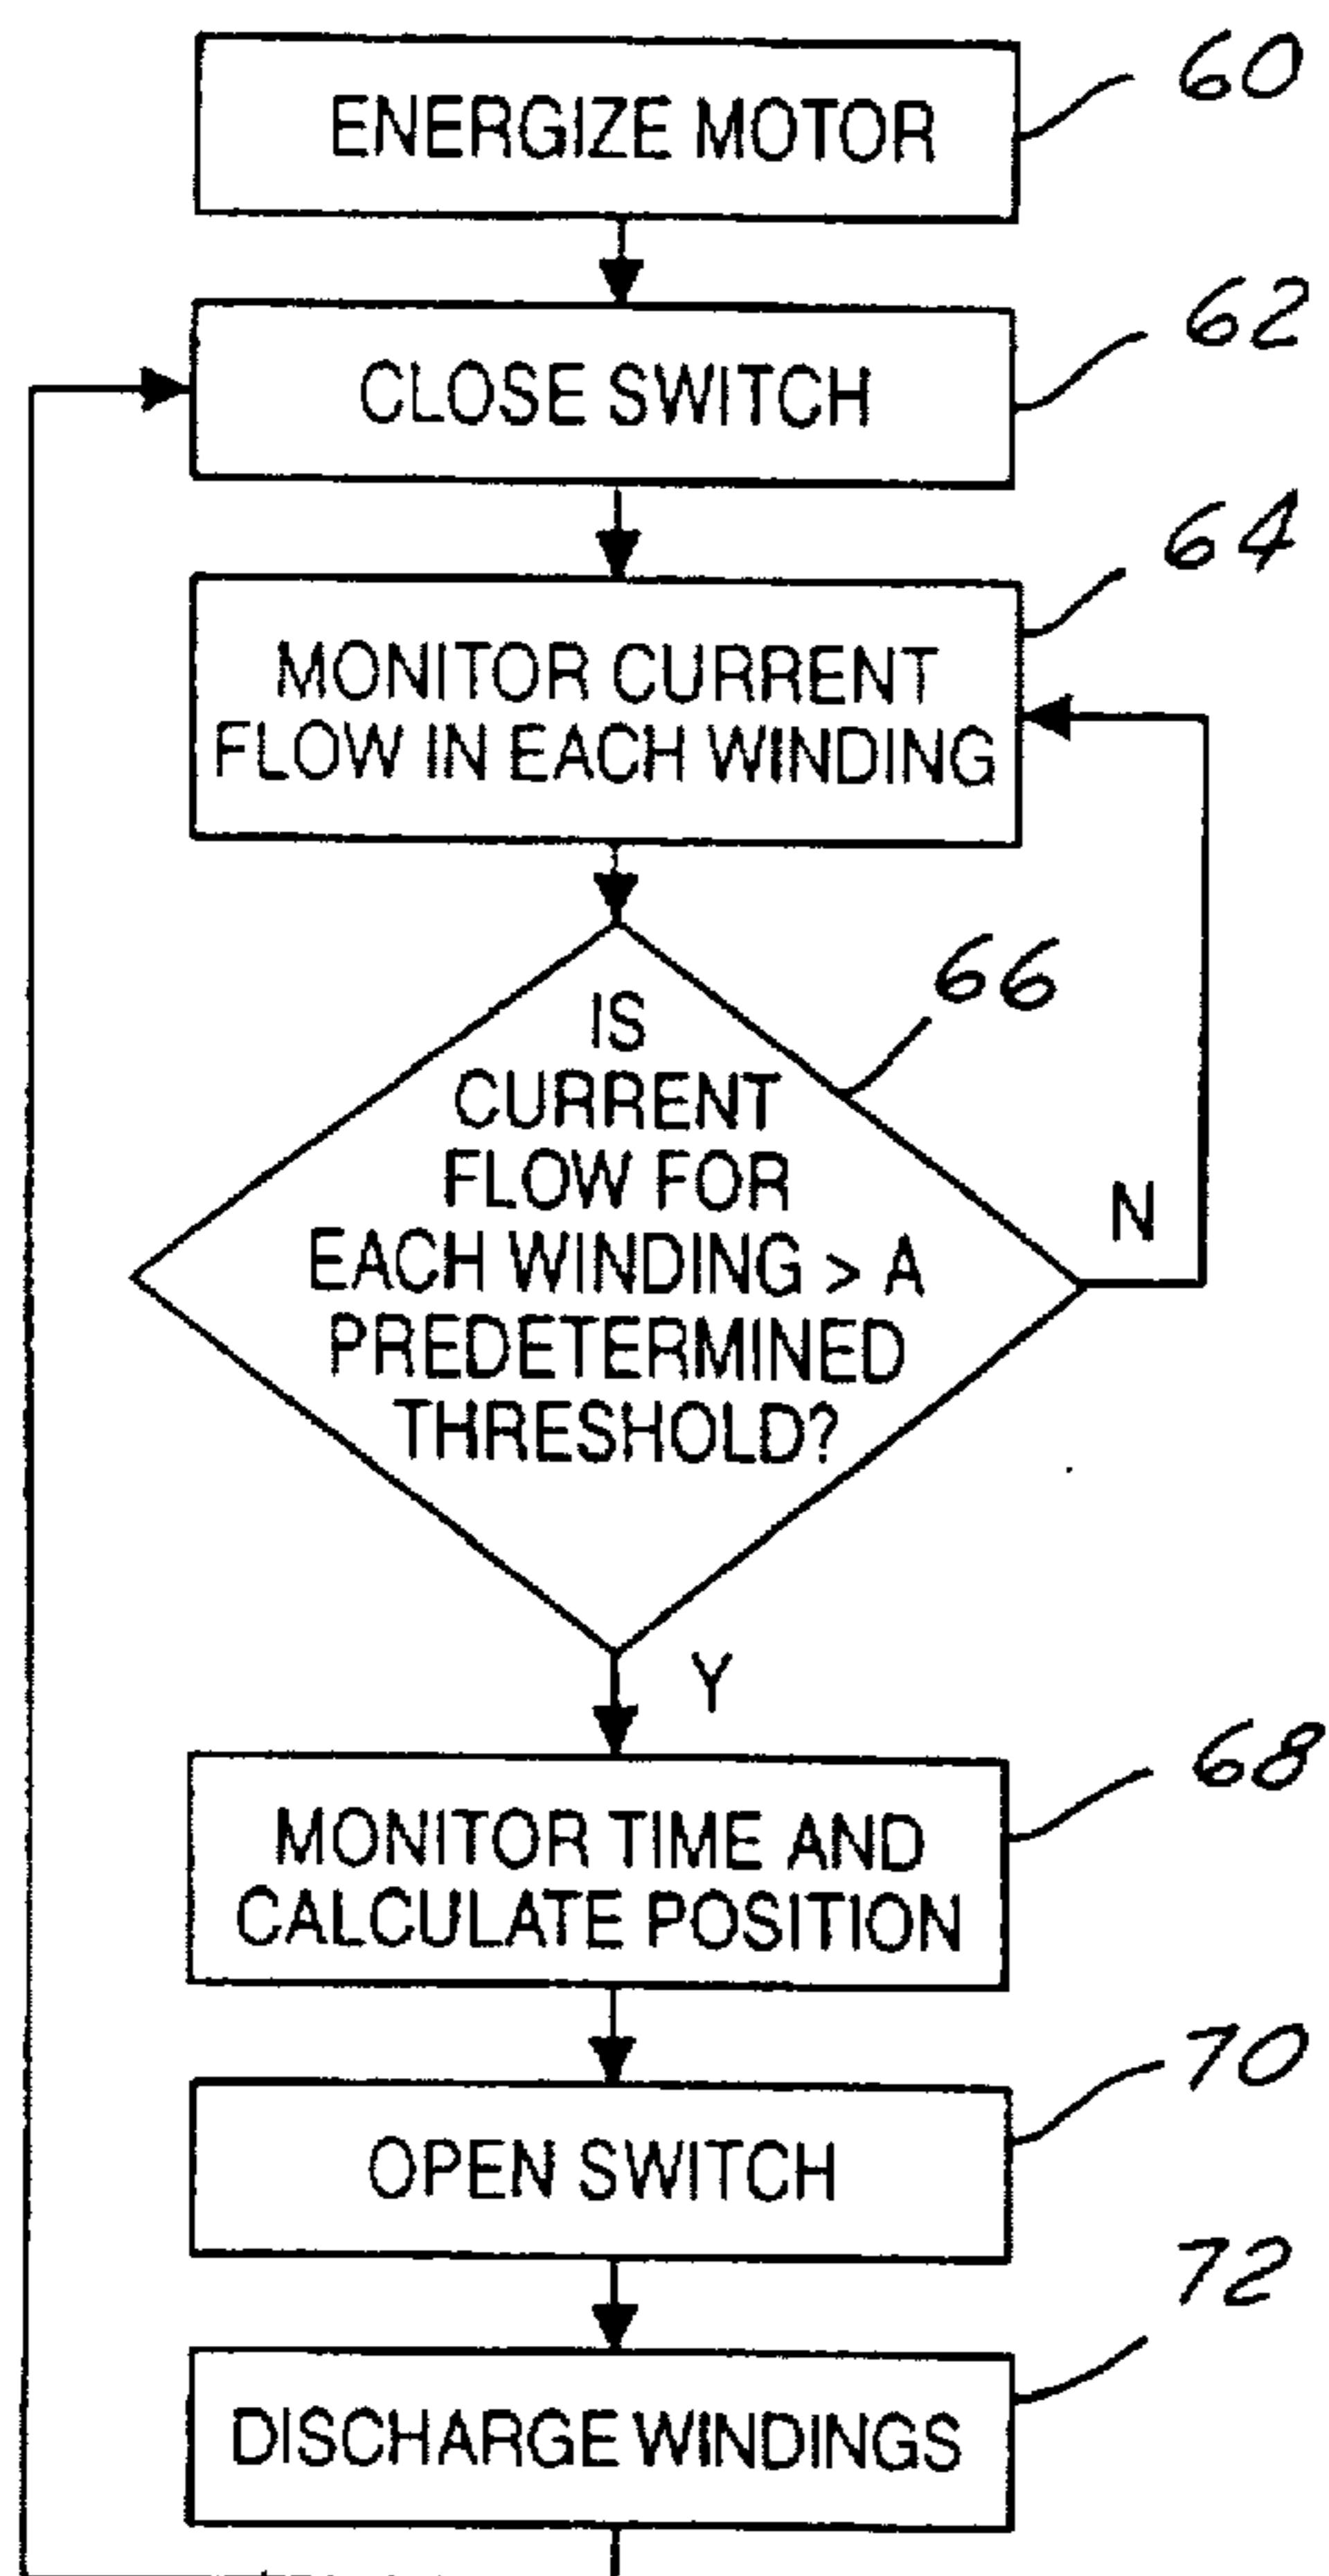 ENERGIZE MOTOR
60
CLOSE SWITCH
62
64
MONITOR CURRENT
FLOW IN EACH WINDING
66
IS
CURRENT
FLOW FOR
EACH WINDING > A
PREDETERMINED
THRESHOLD?
N
Y
68
MONITOR TIME AND
CALCULATE POSITION
70
OPEN SWITCH
72
DISCHARGE WINDINGS